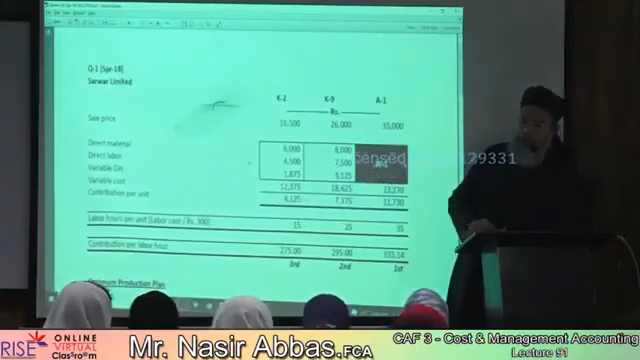 Q-1 [Spr-18]
Sarwar Limited
K-2 K-9 A-1
Rs.
Sale price 16,500 26,000 35,000
Direct material 6,000 8,000
Direct labor 4,500 7,500 W-1
Variable OH 1,875 3,125
Variable cost 12,375 18,625 23,270
Contribution per unit 4,125 7,375 11,730
Labor hours per unit [Labor cost / Rs. 300] 15 25 35
Contribution per labor hour 275.00 295.00 335.14
3rd 2nd 1st
Optimum Production Plan
RISE
ONLINE
VIRTUAL
Classroom
Mr. Nasir Abbas.FCA
CAF 3 - Cost & Management Accounting
Lecture 91